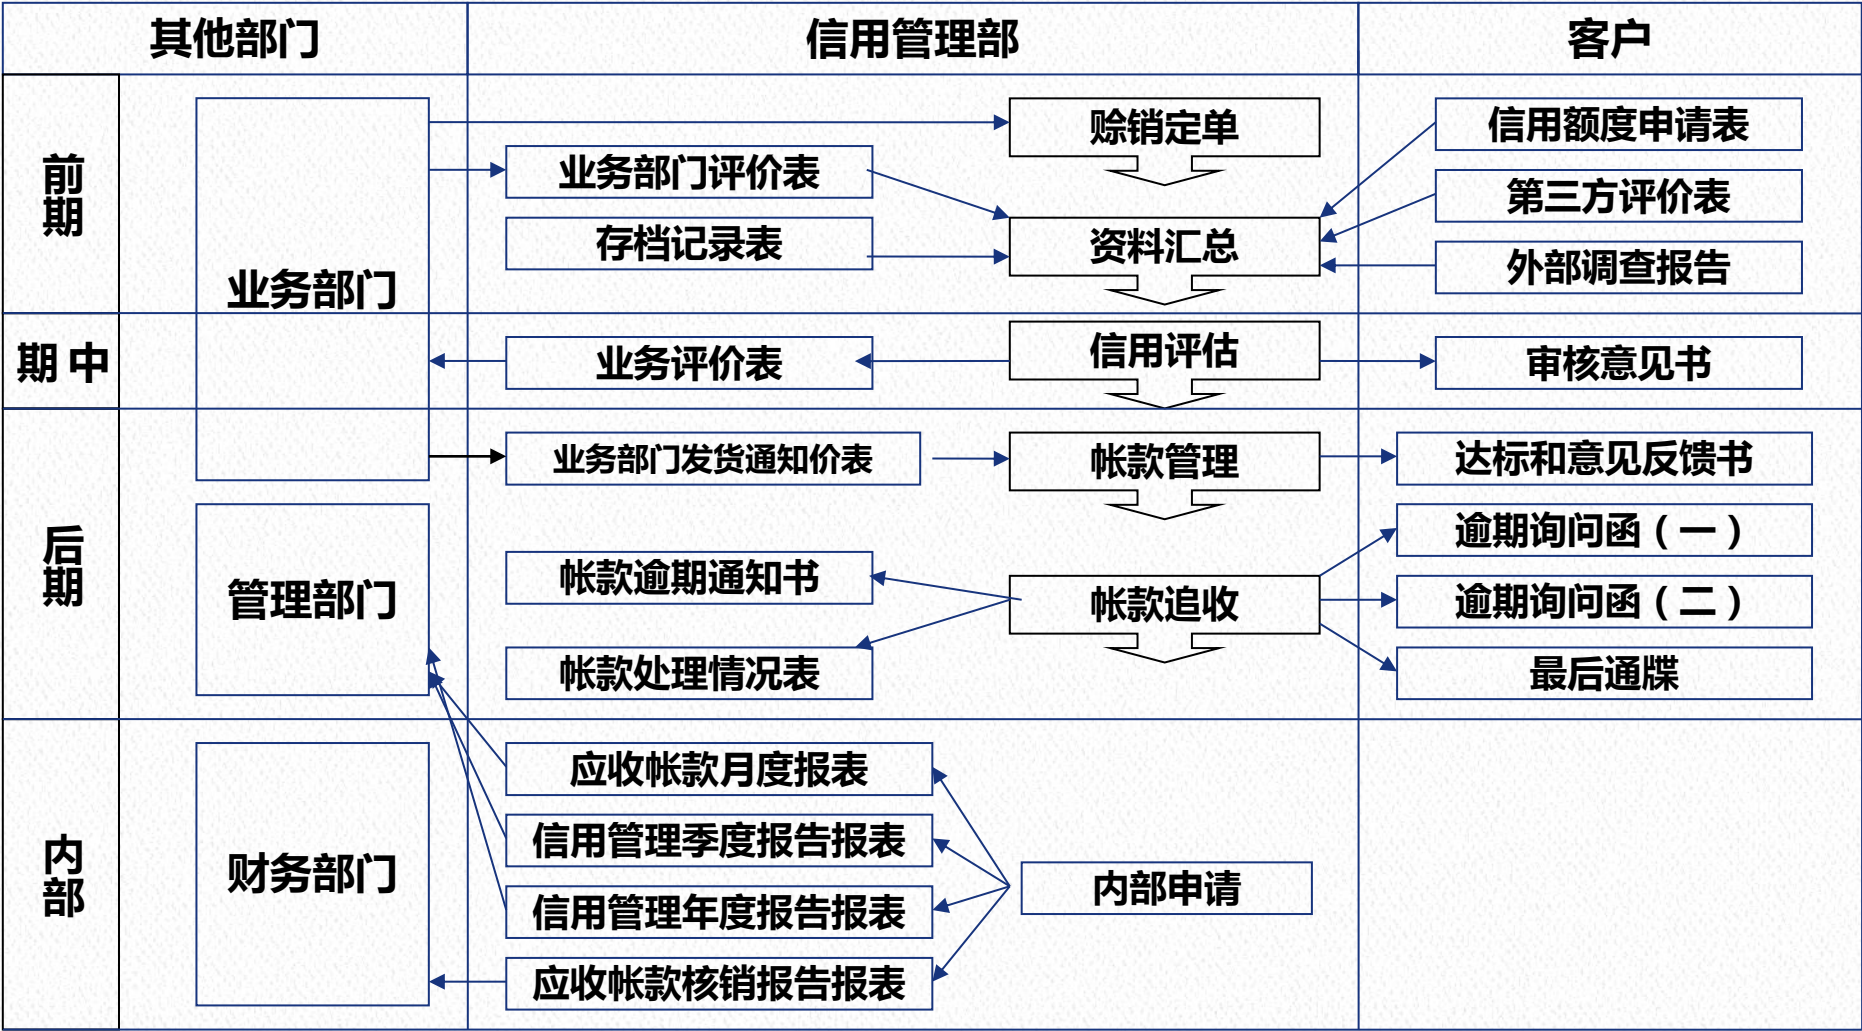 其他部门
信用管理部
客户
前期
业务部门
赊销定单
信用额度申请表
业务部门评价表
第三方评价表
存档记录表
资料汇总
外部调查报告
期中
业务评价表
信用评估
审核意见书
后期
业务部门发货通知价表
帐款管理
达标和意见反馈书
管理部门
逾期询问函（一）
帐款逾期通知书
帐款追收
逾期询问函（二）
帐款处理情况表
最后通牒
内部
财务部门
应收帐款月度报表
信用管理季度报告报表
内部申请
信用管理年度报告报表
应收帐款核销报告报表